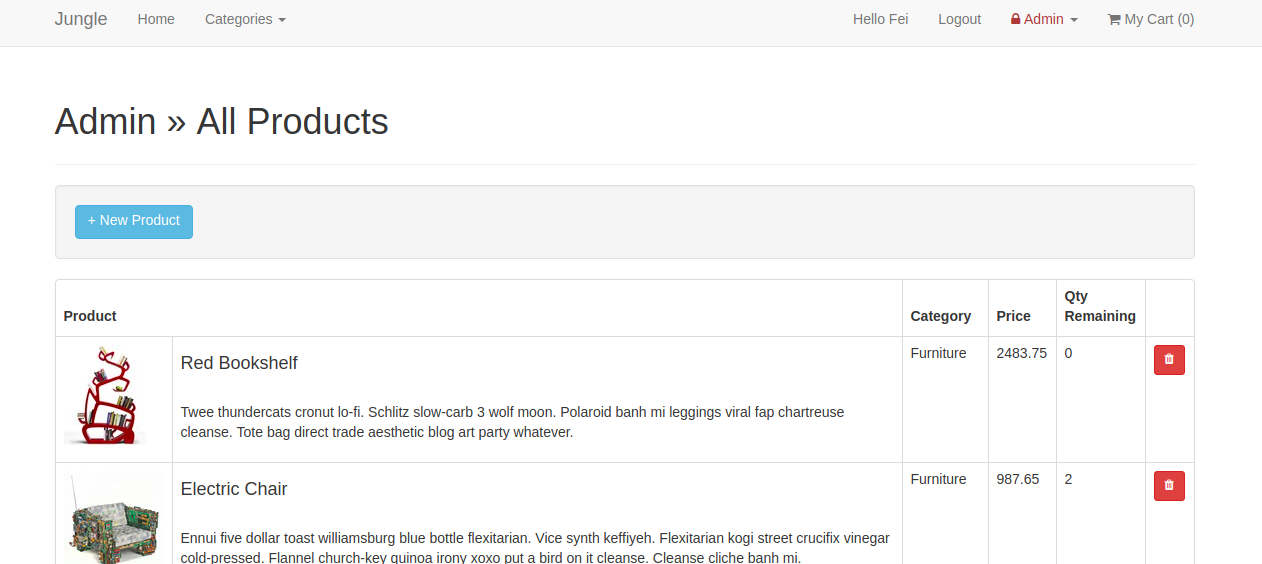 Jungle Home Categories Hello Fei Logout Admin My Cart (0)
Admin » All Products
+ New Product
Product Category Price Qty Remaining
Red Bookshelf Furniture 2483.75 0
Twee thundercats cronut lo-fi. Schlitz slow-carb 3 wolf moon. Polaroid banh mi leggings viral fap chartreuse
cleanse. Tote bag direct trade aesthetic blog art party whatever.
Electric Chair Furniture 987.65 2
Ennui five dollar toast williamsburg blue bottle flexitarian. Vice synth keffiyeh. Flexitarian kogi street crucifix vinegar
cold-pressed. Flannel church-key quinoa irony xoxo put a bird on it cleanse. Cleanse cliche banh mi.